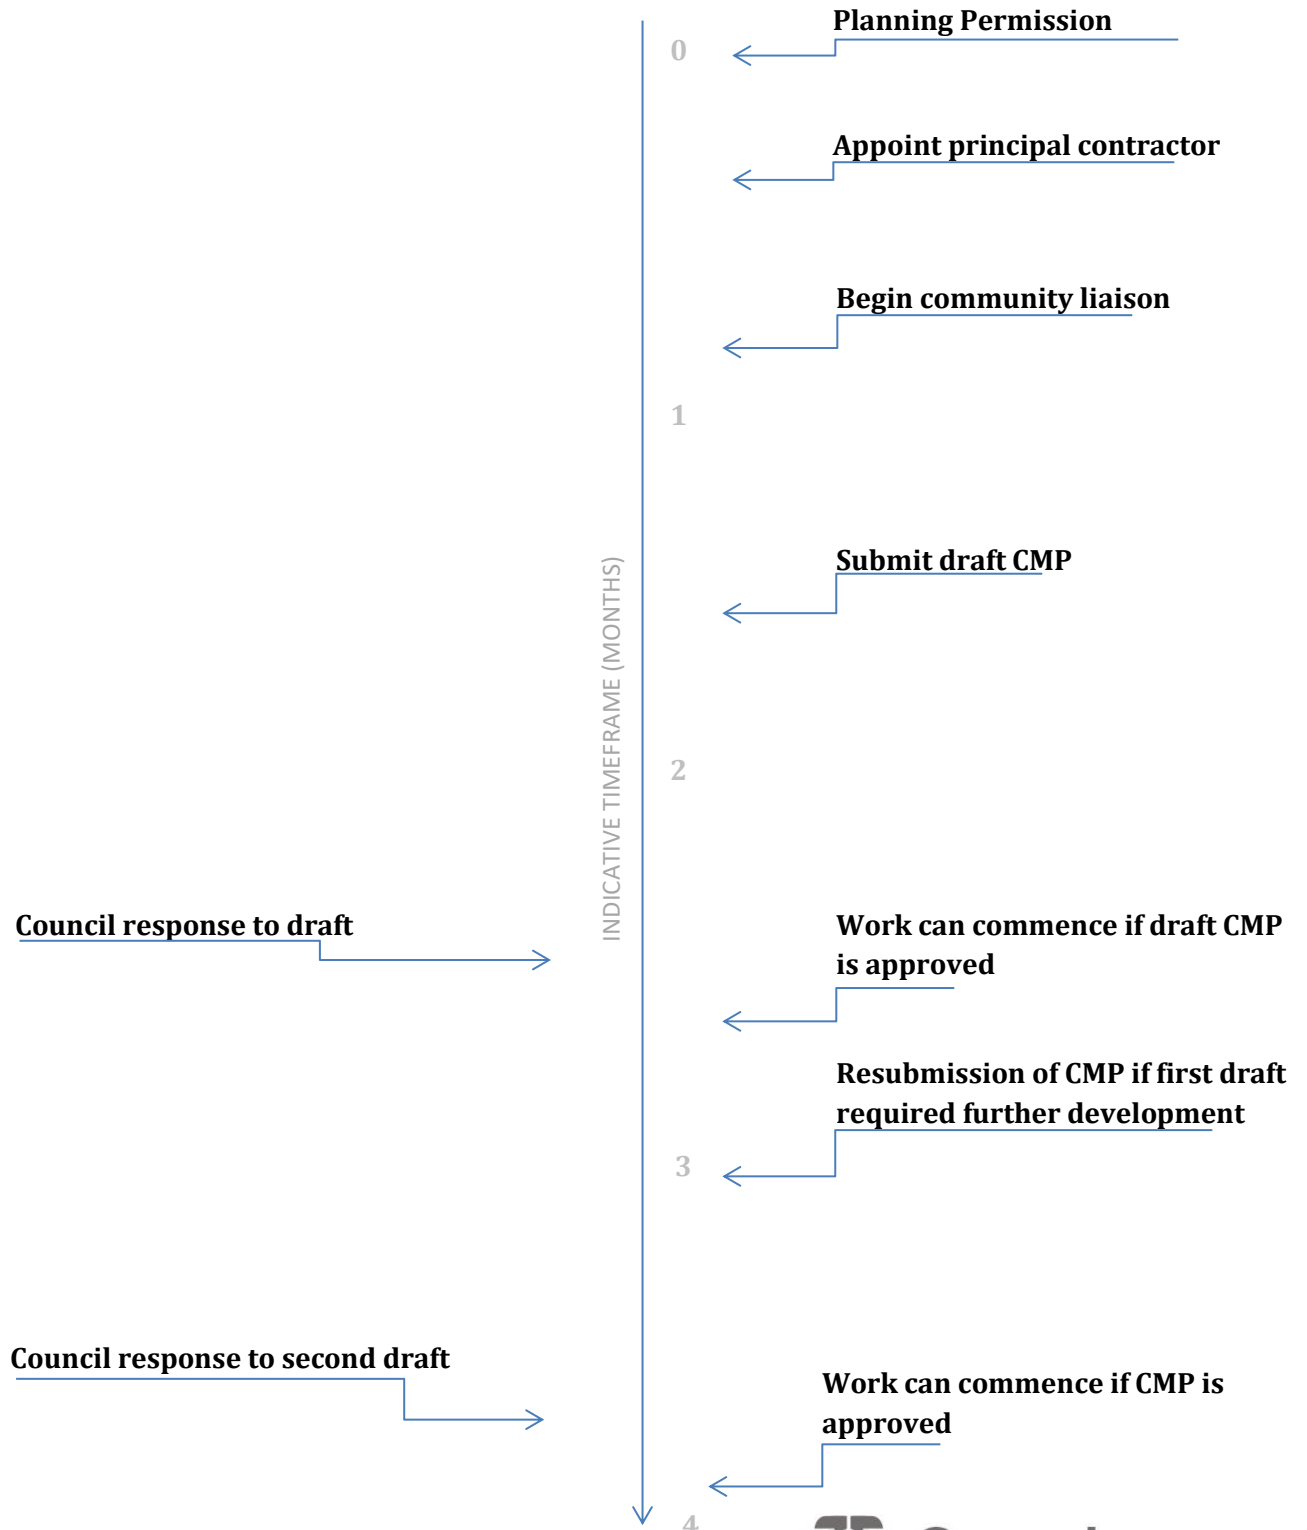 Planning Permission
0
Appoint principal contractor
Begin community liaison
1
Submit draft CMP
INDICATIVE TIMEFRAME (MONTHS)
2
Council response to draft
Work can commence if draft CMP
is approved
Resubmission of CMP if first draft
required further development
3
Council response to second draft
Work can commence if CMP is
approved
4